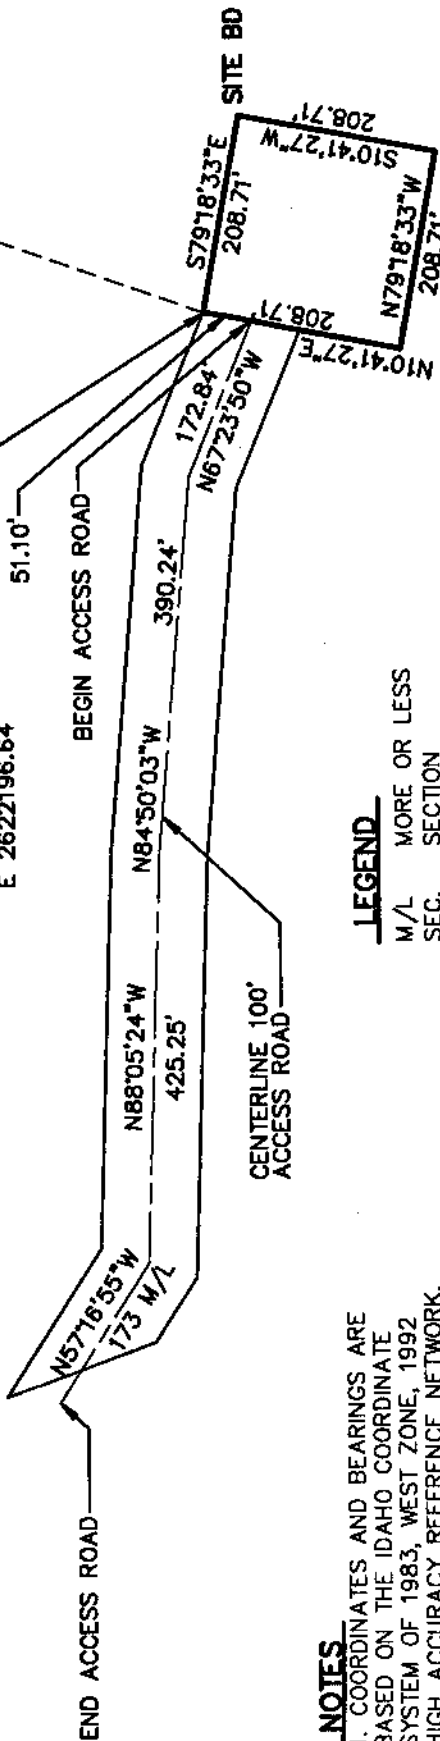 E 2622196.64
51.10'
BEGIN ACCESS ROAD
SITE BD
S79°18'33"E
208.71'
S10°41'27"W
208.71'
N79°18'33"W
208.71'
N10°41'27"E
208.71'
172.84'
N67°23'50"W
390.24'
N84°50'03"W
N88°05'24"W
425.25'
CENTERLINE 100'
ACCESS ROAD
N57°16'55"W
173 M/L
END ACCESS ROAD
LEGEND
M/L MORE OR LESS
SEC. SECTION
NOTES
1. COORDINATES AND BEARINGS ARE
BASED ON THE IDAHO COORDINATE
SYSTEM OF 1983, WEST ZONE, 1992
HIGH ACCURACY REFERENCE NETWORK.